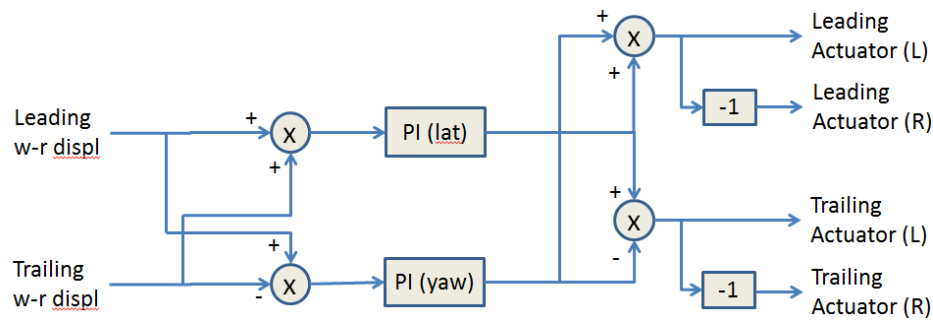 +
Leading
Actuator (L)
X
+
Leading
Actuator (R)
-1
Leading
w-r displ
+
X
+
PI (lat)
+
X
-
Trailing
Actuator (L)
Trailing
w-r displ
+
X
-
PI (yaw)
-1
Trailing
Actuator (R)